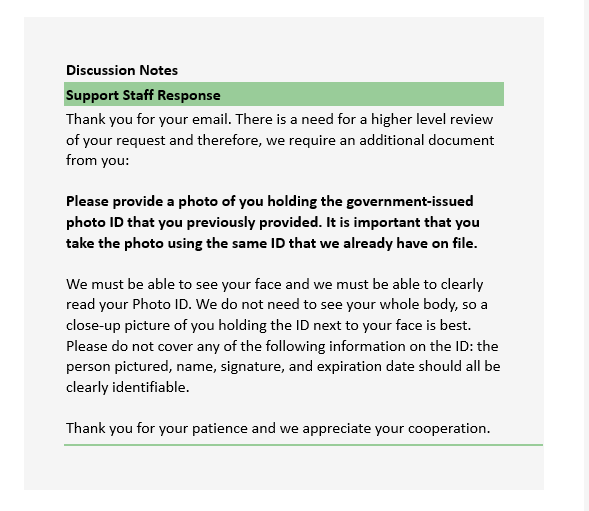 Discussion Notes
Support Staff Response
Thank you for your email. There is a need for a higher level review
of your request and therefore, we require an additional document
from you:
Please provide a photo of you holding the government-issued
photo ID that you previously provided. It is important that you
take the photo using the same ID that we already have on file.
We must be able to see your face and we must be able to clearly
read your Photo ID. We do not need to see your whole body, so a
close-up picture of you holding the ID next to your face is best.
Please do not cover any of the following information on the ID: the
person pictured, name, signature, and expiration date should all be
clearly identifiable.
Thank you for your patience and we appreciate your cooperation.